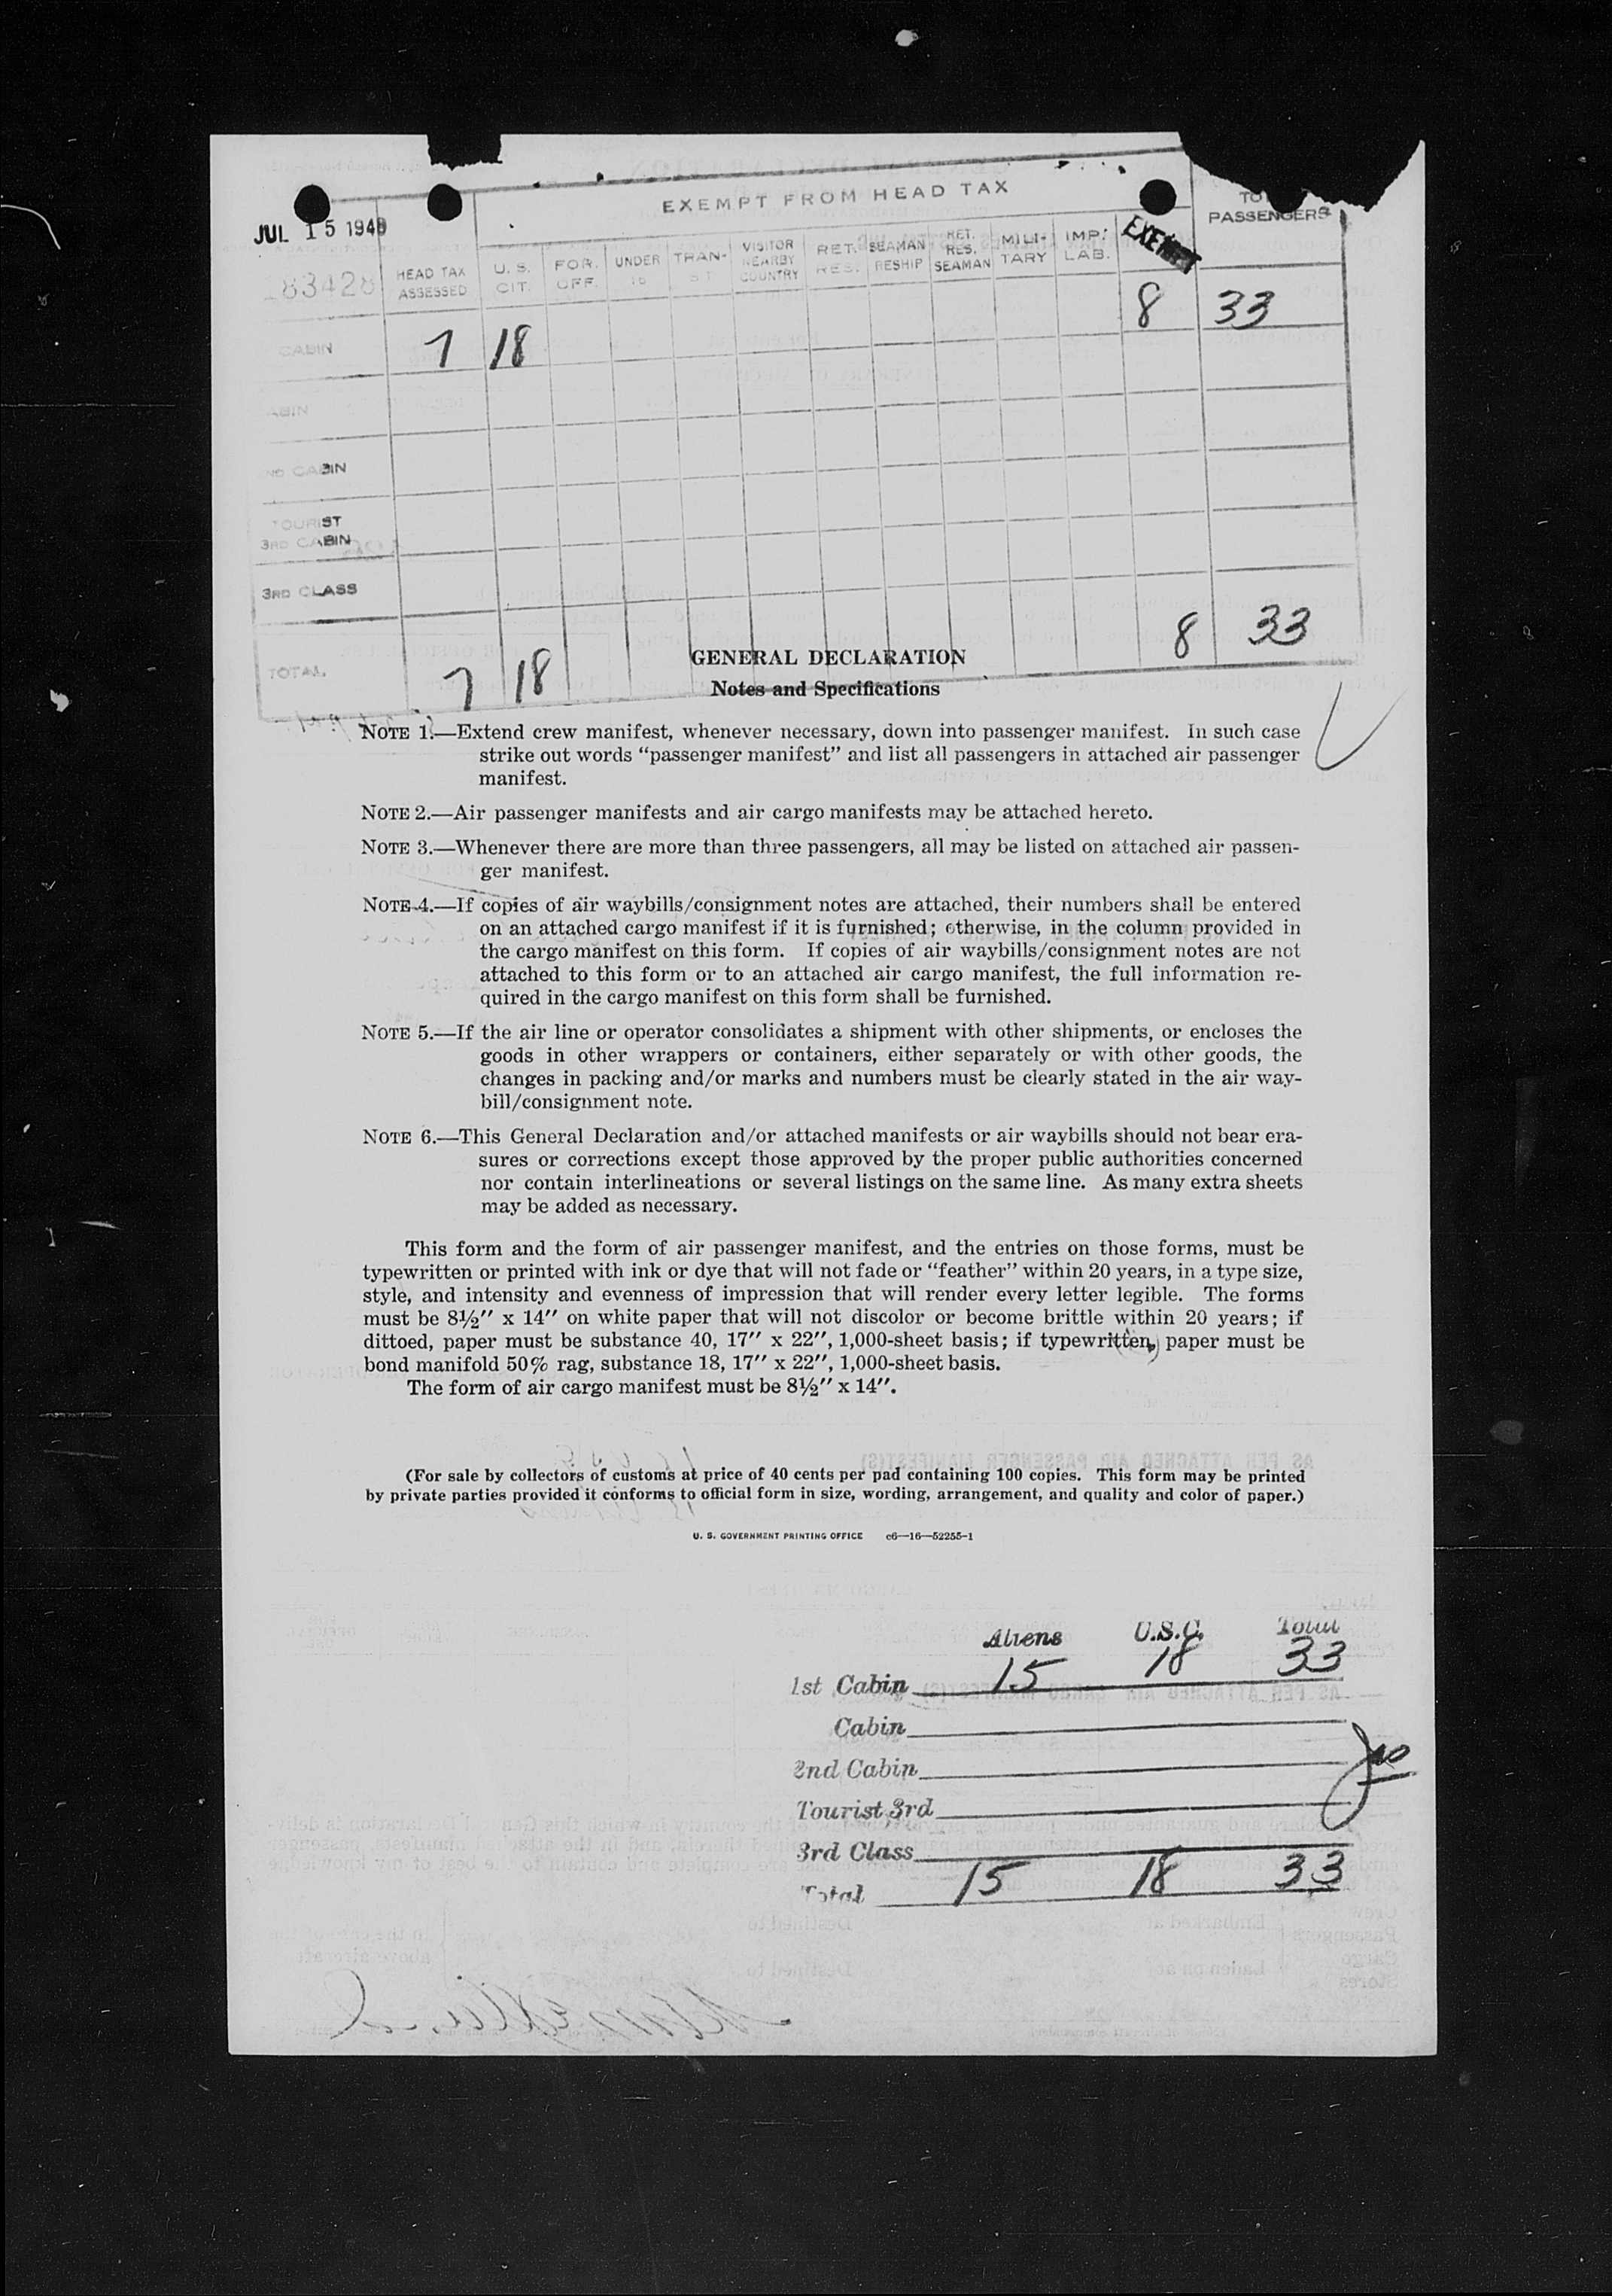 EXEMPT FROM HEAD TAX
JUL 15 1948
183428
HEAD TAX ASSESSED
U. S. CIT.
FOR. OFF.
UNDER 16
VISITOR NEARBY COUNTRY
RET. RES.
SEAMAN RESHIP
RET. RES. SEAMAN
MILI- TARY
IMP. LAB.
EXEMPT
PASSENGERS
CABIN 7 18 8 33
CABIN
2ND CABIN
TOURIST
3RD CABIN
3RD CLASS
TOTAL 7 18 8 33
GENERAL DECLARATION
Notes and Specifications
NOTE 1.—Extend crew manifest, whenever necessary, down into passenger manifest. In such case
strike out words “passenger manifest” and list all passengers in attached air passenger
manifest.
NOTE 2.—Air passenger manifests and air cargo manifests may be attached hereto.
NOTE 3.—Whenever there are more than three passengers, all may be listed on attached air passen-
ger manifest.
NOTE 4.—If copies of air waybills/consignment notes are attached, their numbers shall be entered
on an attached cargo manifest if it is furnished; otherwise, in the column provided in
the cargo manifest on this form. If copies of air waybills/consignment notes are not
attached to this form or to an attached air cargo manifest, the full information re-
quired in the cargo manifest on this form shall be furnished.
NOTE 5.—If the air line or operator consolidates a shipment with other shipments, or encloses the
goods in other wrappers or containers, either separately or with other goods, the
changes in packing and/or marks and numbers must be clearly stated in the air way-
bill/consignment note.
NOTE 6.—This General Declaration and/or attached manifests or air waybills should not bear era-
sures or corrections except those approved by the proper public authorities concerned
nor contain interlineations or several listings on the same line. As many extra sheets
may be added as necessary.
This form and the form of air passenger manifest, and the entries on those forms, must be
typewritten or printed with ink or dye that will not fade or “feather” within 20 years, in a type size,
style, and intensity and evenness of impression that will render every letter legible. The forms
must be 8½″ x 14″ on white paper that will not discolor or become brittle within 20 years; if
dittoed, paper must be substance 40, 17″ x 22″, 1,000-sheet basis; if typewritten, paper must be
bond manifold 50% rag, substance 18, 17″ x 22″, 1,000-sheet basis.
The form of air cargo manifest must be 8½″ x 14″.
(For sale by collectors of customs at price of 40 cents per pad containing 100 copies. This form may be printed
by private parties provided it conforms to official form in size, wording, arrangement, and quality and color of paper.)
U. S. GOVERNMENT PRINTING OFFICE c6—16—52255-1
Aliens U.S.C. Total
1st Cabin 15 18 33
Cabin
2nd Cabin
Tourist 3rd
3rd Class
Total 15 18 33